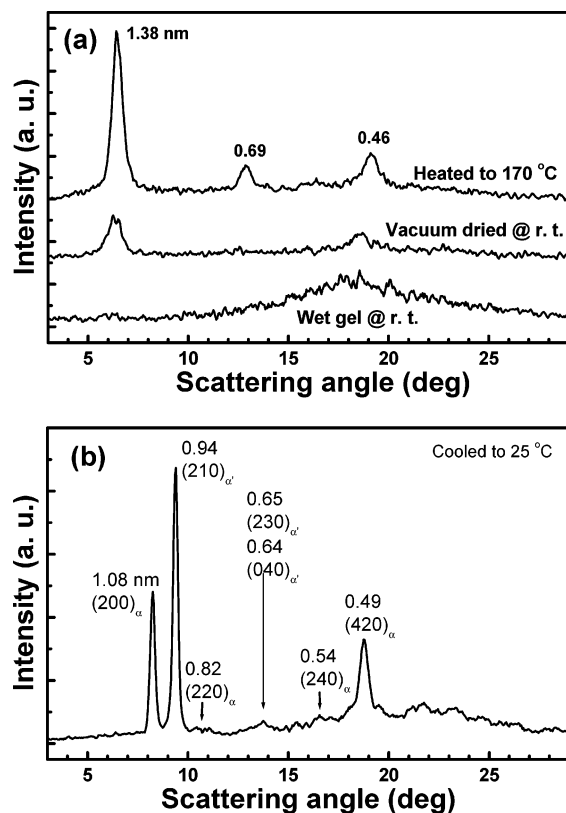 (a)
1.38 nm
0.69
0.46
Heated to 170 °C
Vacuum dried @ r. t.
Wet gel @ r. t.
Intensity (a. u.)
5 10 15 20 25
Scattering angle (deg)
(b)
Cooled to 25 °C
0.94
(210)α'
0.65
(230)α'
0.64
(040)α'
1.08 nm
(200)α
0.82
(220)α
0.54
(240)α
0.49
(420)α
Intensity (a. u.)
5 10 15 20 25
Scattering angle (deg)